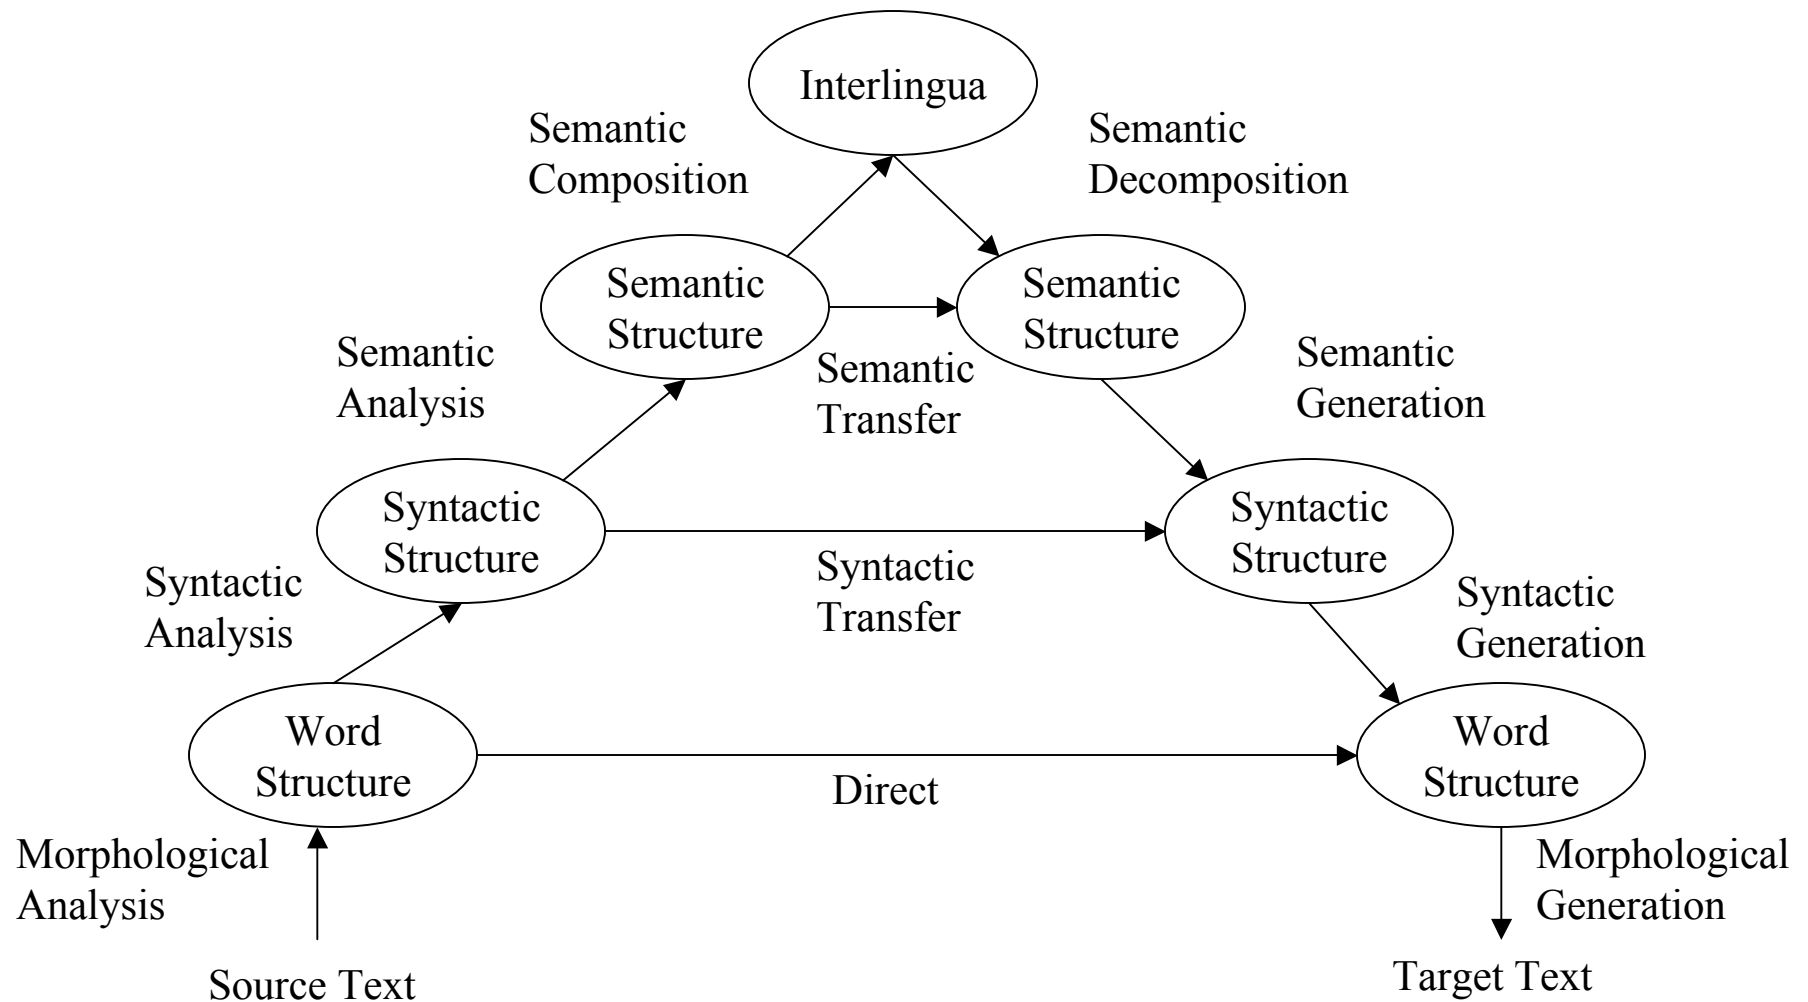 Interlingua
Semantic
Composition
Semantic
Decomposition
Semantic
Structure
Semantic
Structure
Semantic
Analysis
Semantic
Transfer
Semantic
Generation
Syntactic
Structure
Syntactic
Structure
Syntactic
Analysis
Syntactic
Transfer
Syntactic
Generation
Word
Structure
Word
Structure
Direct
Morphological
Analysis
Morphological
Generation
Source Text
Target Text